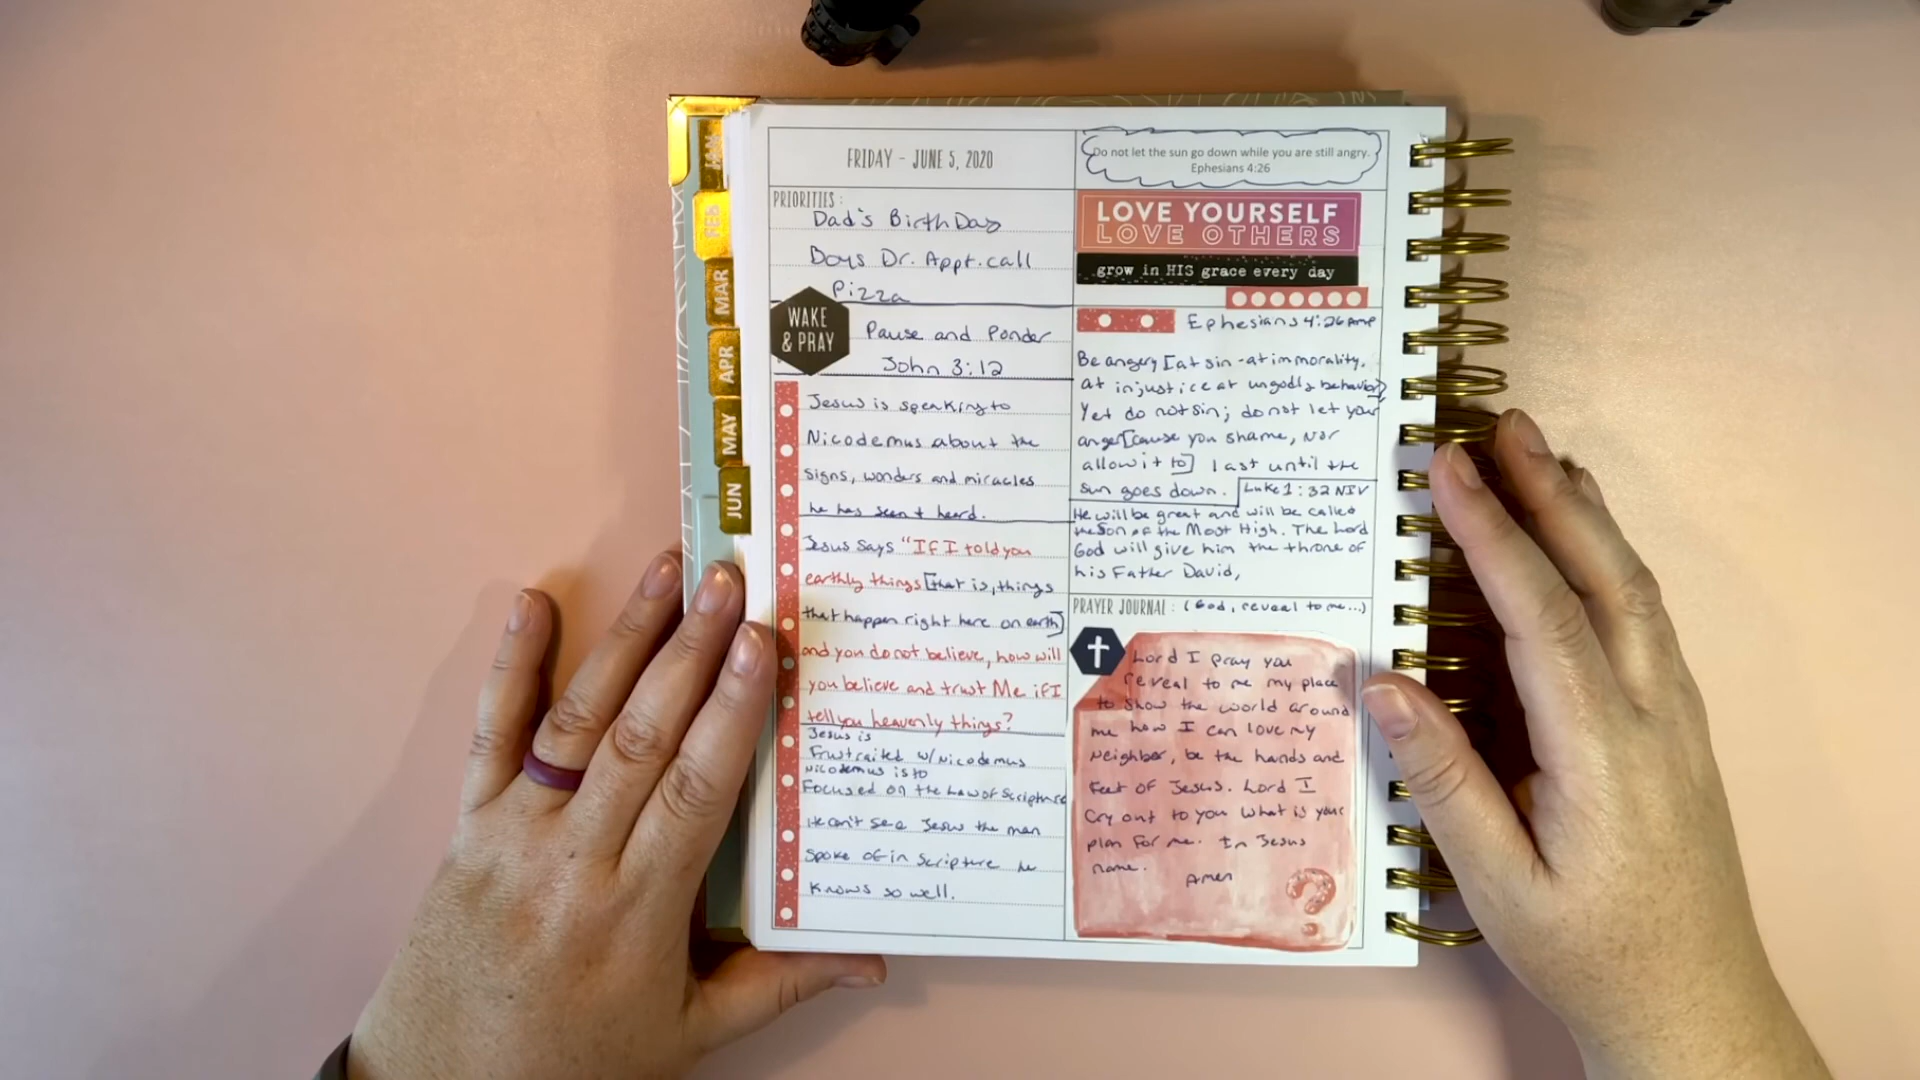 JAN
FEB
MAR
APR
MAY
JUN
FRIDAY - JUNE 5, 2020
PRIORITIES:
Dad's BirthDay
Boys Dr. Appt. call
Pizza
WAKE
& PRAY
Pause and Ponder
John 3:12
Jesus is speaking to
Nicodemus about the
signs, wonders and miracles
he has seen & heard.
Jesus says "If I told you
earthly things [that is, things
that happen right here on earth]
and you do not believe, how will
you believe and trust Me if I
tell you heavenly things?
Jesus is
Frustraited w/ Nicodemus
Nicodemus is to
Focused on the Law of Scripture
He can't see Jesus the man
spoke of in Scripture he
knows so well.
Do not let the sun go down while you are still angry.
Ephesians 4:26
LOVE YOURSELF
LOVE OTHERS
grow in HIS grace every day
Ephesians 4:26 AMP
Be angery [at sin - at immorality,
at injustice at ungodly behavior]
Yet do not sin; do not let your
anger [cause you shame, nor
allow it to] last until the
sun goes down.
Luke 1:32 NIV
He will be great and will be called
the Son of the Most High. The Lord
God will give him the throne of
his Father David,
PRAYER JOURNAL: (God, reveal to me...)
Lord I pray you
reveal to me my place
to show the world around
me how I can love my
Neighbor, be the hands and
Feet of Jesus. Lord I
Cry out to you what is your
plan for me. In Jesus
name. Amen
?